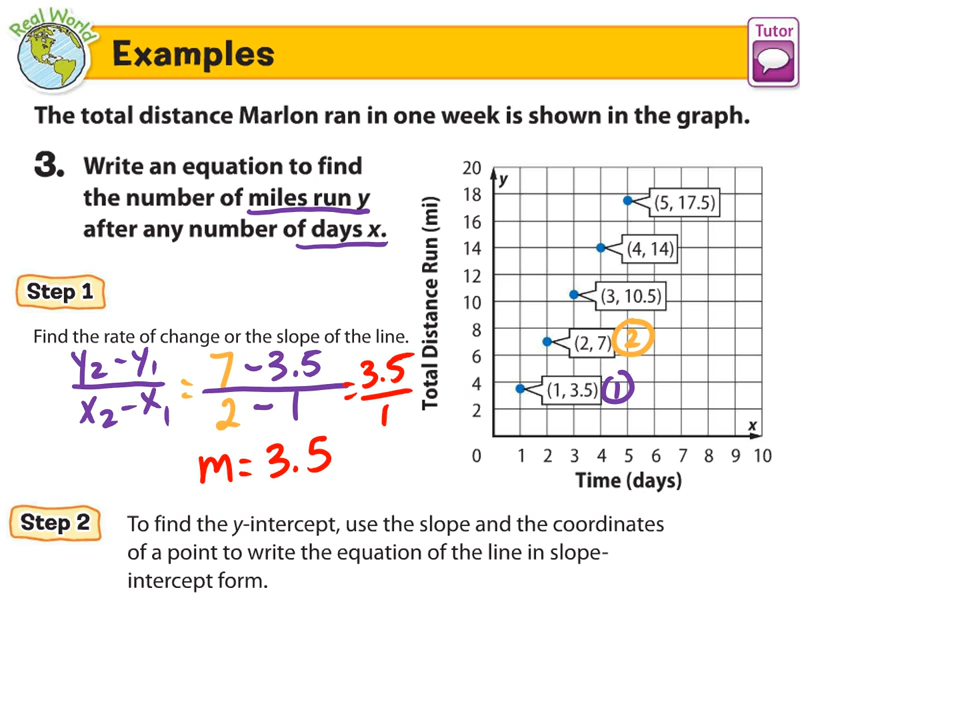 Real World
Examples
Tutor
The total distance Marlon ran in one week is shown in the graph.
3. Write an equation to find
the number of miles run y
after any number of days x.
Step 1
Find the rate of change or the slope of the line.
y₂ - y₁ / x₂ - x₁ = 7 - 3.5 / 2 - 1 = 3.5 / 1
m = 3.5
Total Distance Run (mi)
20
18
16
14
12
10
8
6
4
2
y
(5, 17.5)
(4, 14)
(3, 10.5)
(2, 7) 2
(1, 3.5) 1
x
0 1 2 3 4 5 6 7 8 9 10
Time (days)
Step 2
To find the y-intercept, use the slope and the coordinates
of a point to write the equation of the line in slope-
intercept form.